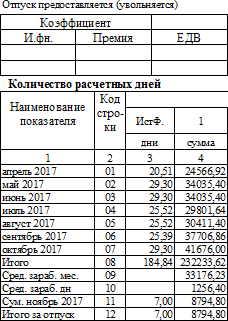 Отпуск предоставляется (увольняется)
Коэффициент
И.фн. Премия ЕДВ
Количество расчетных дней
Наименование показателя Код стро-ки ИстФ. 1
дни сумма
1 2 3 4
апрель 2017 01 20,51 24566,92
май 2017 02 29,30 34035,40
июнь 2017 03 29,30 34035,40
июль 2017 04 25,52 29801,64
август 2017 05 25,52 30411,40
сентябрь 2017 06 25,39 37706,86
октябрь 2017 07 29,30 41676,00
Итого 08 184,84 232233,62
Сред. зараб. мес. 09 33176,23
Сред. зараб. дн 10 1256,40
Сум. ноябрь 2017 11 7,00 8794,80
Итого за отпуск 12 7,00 8794,80